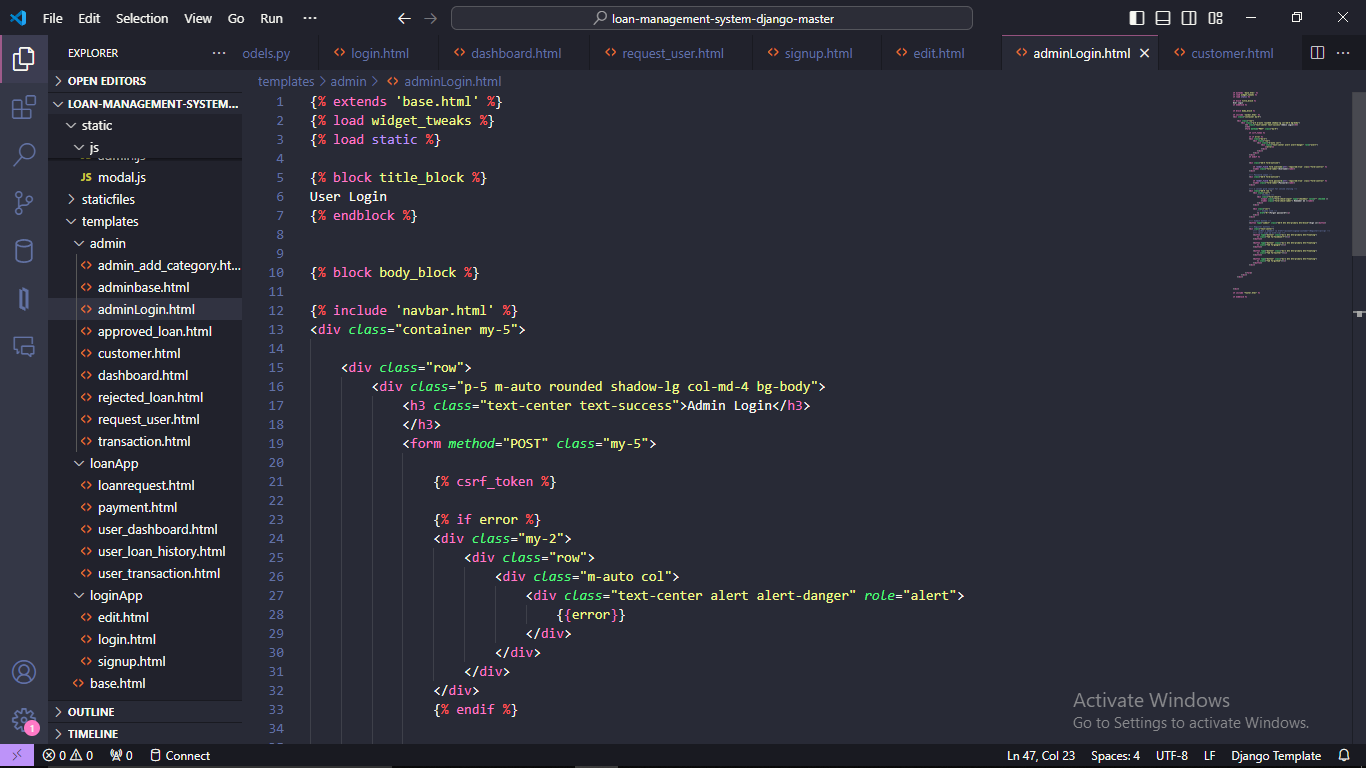 File Edit Selection View Go Run ··· loan-management-system-django-master
EXPLORER ···
odels.py login.html dashboard.html request_user.html signup.html edit.html adminLogin.html customer.html ···
OPEN EDITORS
LOAN-MANAGEMENT-SYSTEM...
static
js
admin.js
JS modal.js
staticfiles
templates
admin
admin_add_category.ht...
adminbase.html
adminLogin.html
approved_loan.html
customer.html
dashboard.html
rejected_loan.html
request_user.html
transaction.html
loanApp
loanrequest.html
payment.html
user_dashboard.html
user_loan_history.html
user_transaction.html
loginApp
edit.html
login.html
signup.html
base.html
OUTLINE
TIMELINE
templates > admin > adminLogin.html
1 {% extends 'base.html' %}
2 {% load widget_tweaks %}
3 {% load static %}
4
5 {% block title_block %}
6 User Login
7 {% endblock %}
8
9
10 {% block body_block %}
11
12 {% include 'navbar.html' %}
13 <div class="container my-5">
14
15 <div class="row">
16 <div class="p-5 m-auto rounded shadow-lg col-md-4 bg-body">
17 <h3 class="text-center text-success">Admin Login</h3>
18 </h3>
19 <form method="POST" class="my-5">
20
21 {% csrf_token %}
22
23 {% if error %}
24 <div class="my-2">
25 <div class="row">
26 <div class="m-auto col">
27 <div class="text-center alert alert-danger" role="alert">
28 {{error}}
29 </div>
30 </div>
31 </div>
32 </div>
33 {% endif %}
34
Activate Windows
Go to Settings to activate Windows.
1
0 0 0 Connect Ln 47, Col 23 Spaces: 4 UTF-8 LF Django Template